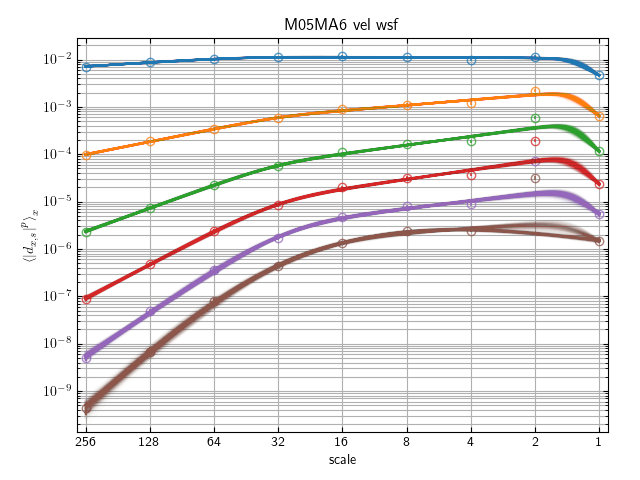 M05MA6 vel wsf
10⁻²
10⁻³
10⁻⁴
10⁻⁵
10⁻⁶
10⁻⁷
10⁻⁸
10⁻⁹
⟨|d_{x,s}|^p⟩_x
256 128 64 32 16 8 4 2 1
scale